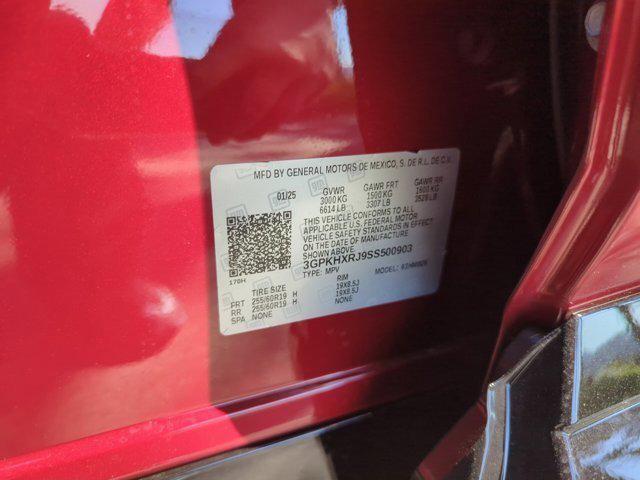 MFD BY GENERAL MOTORS DE MEXICO, S. DE R.L. DE C.V.
01/25 GVWR GAWR FRT GAWR RR
3000 KG 1500 KG 1600 KG
6614 LB 3307 LB 3528 LB
THIS VEHICLE CONFORMS TO ALL
APPLICABLE U.S. FEDERAL MOTOR
VEHICLE SAFETY STANDARDS IN EFFECT
ON THE DATE OF MANUFACTURE
SHOWN ABOVE.
3GPKHXRJ9SS500903
TYPE: MPV MODEL:
170H
TIRE SIZE RIM
FRT 255/60R19 H 19X8.5J
RR 255/60R19 H 19X8.5J
SPA NONE NONE